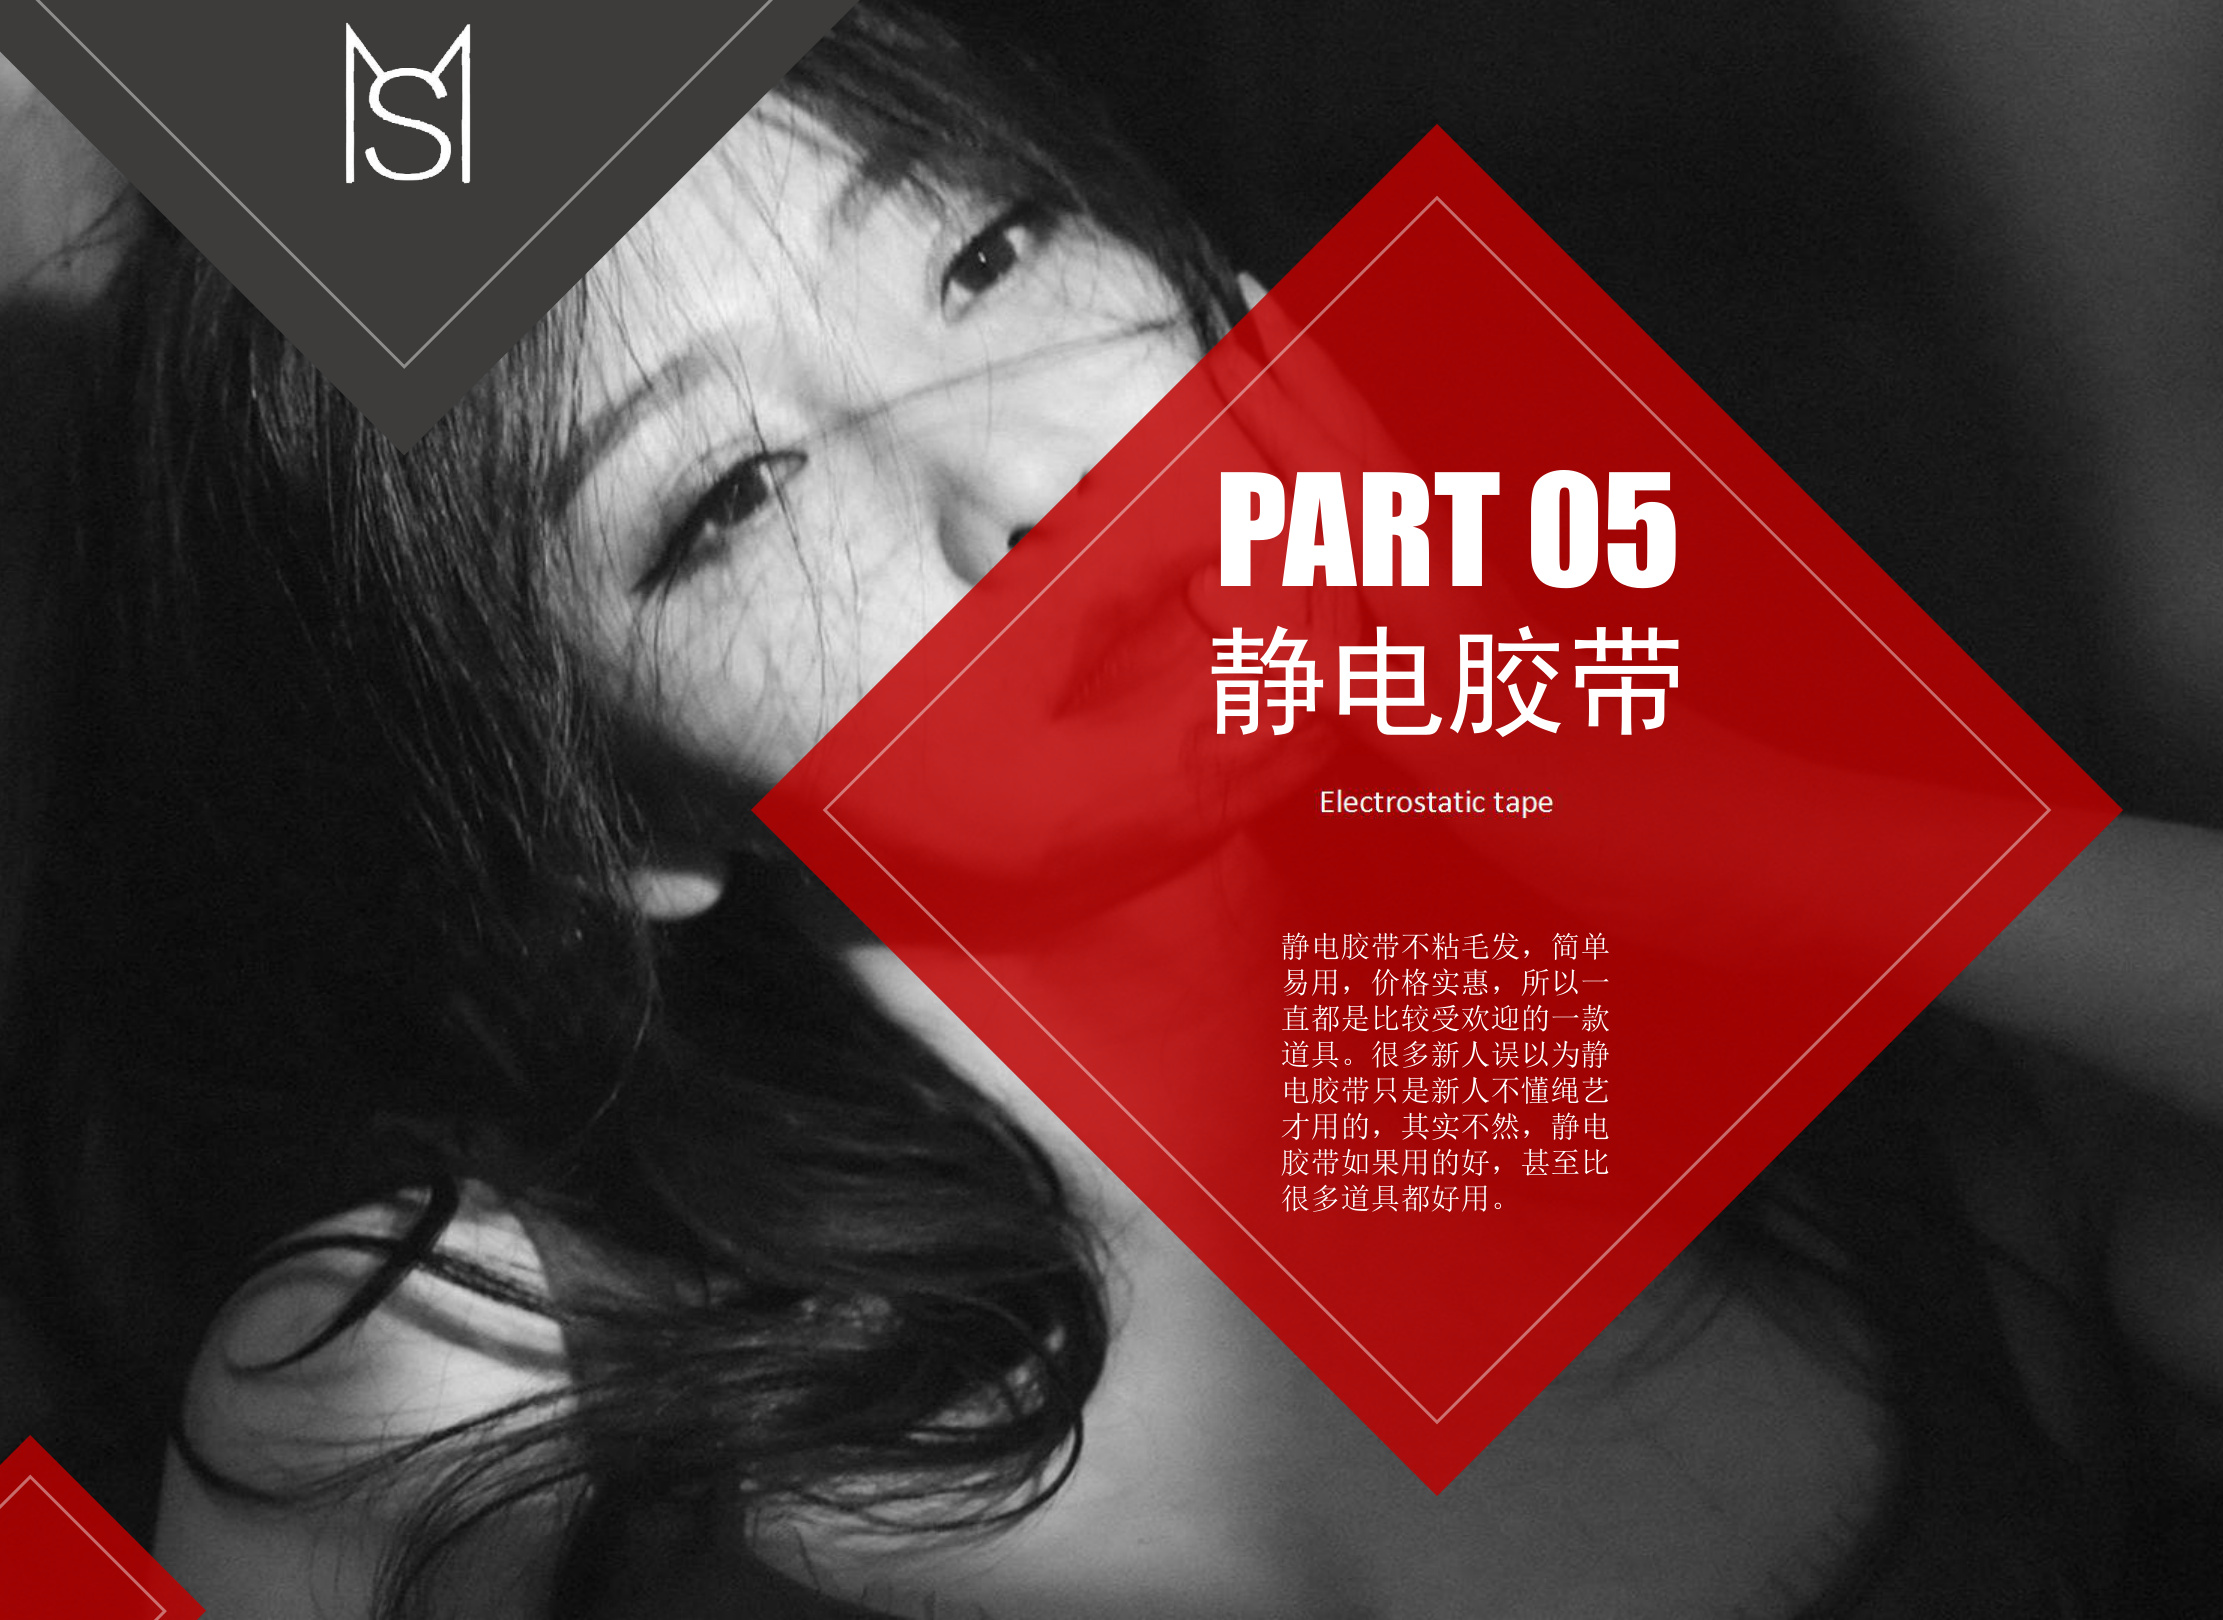 MS
PART 05
静电胶带
Electrostatic tape
静电胶带不粘毛发，简单
易用，价格实惠，所以一
直都是比较受欢迎的一款
道具。很多新人误以为静
电胶带只是新人不懂绳艺
才用的，其实不然，静电
胶带如果用的好，甚至比
很多道具都好用。